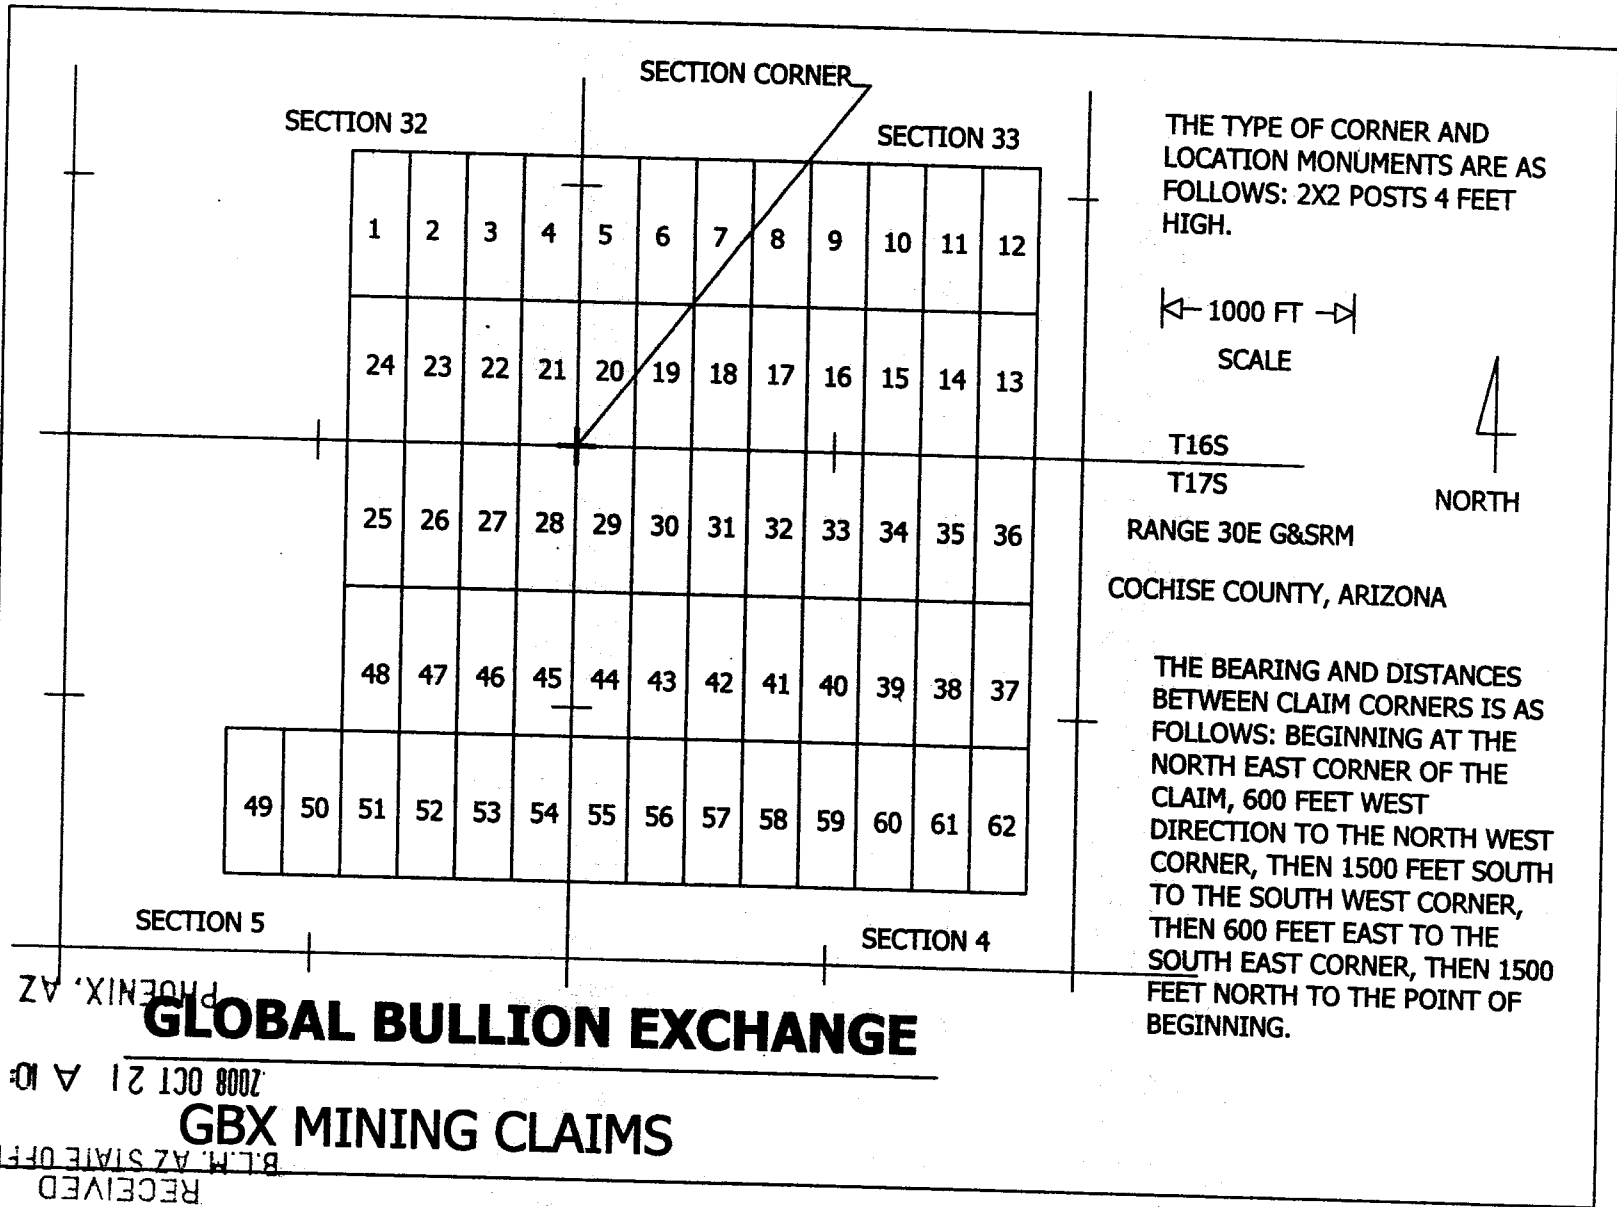 SECTION CORNER
SECTION 32
SECTION 33
1 2 3 4 5 6 7 8 9 10 11 12
24 23 22 21 20 19 18 17 16 15 14 13
25 26 27 28 29 30 31 32 33 34 35 36
48 47 46 45 44 43 42 41 40 39 38 37
49 50 51 52 53 54 55 56 57 58 59 60 61 62
SECTION 5
SECTION 4
THE TYPE OF CORNER AND
LOCATION MONUMENTS ARE AS
FOLLOWS: 2X2 POSTS 4 FEET
HIGH.
1000 FT
SCALE
NORTH
T16S
T17S
RANGE 30E G&SRM
COCHISE COUNTY, ARIZONA
THE BEARING AND DISTANCES
BETWEEN CLAIM CORNERS IS AS
FOLLOWS: BEGINNING AT THE
NORTH EAST CORNER OF THE
CLAIM, 600 FEET WEST
DIRECTION TO THE NORTH WEST
CORNER, THEN 1500 FEET SOUTH
TO THE SOUTH WEST CORNER,
THEN 600 FEET EAST TO THE
SOUTH EAST CORNER, THEN 1500
FEET NORTH TO THE POINT OF
BEGINNING.
GLOBAL BULLION EXCHANGE
GBX MINING CLAIMS
RECEIVED
B.L.M. AZ STATE
2008 OCT 21 A 10:
PHOENIX, AZ